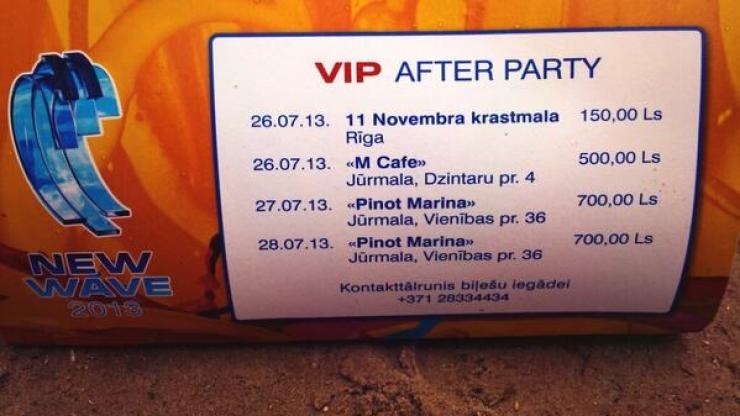 VIP AFTER PARTY
26.07.13. 11 Novembra krastmala 150,00 Ls
Rīga
26.07.13. «M Cafe» 500,00 Ls
Jūrmala, Dzintaru pr. 4
27.07.13. «Pinot Marina» 700,00 Ls
Jūrmala, Vienības pr. 36
28.07.13. «Pinot Marina» 700,00 Ls
Jūrmala, Vienības pr. 36
Kontakttālrunis biļešu iegādei
+371 28334434
NEW
WAVE
2013